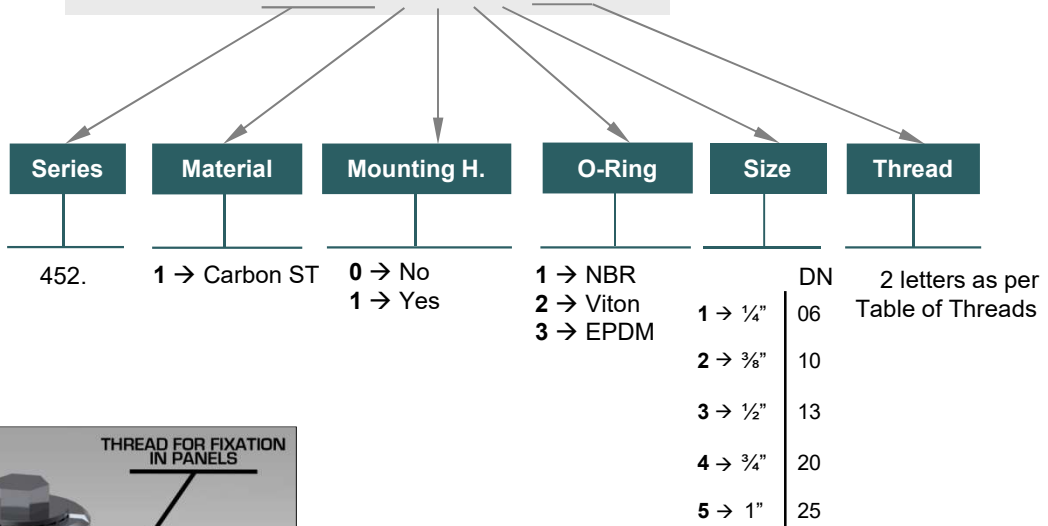 Series
Material
Mounting H.
O-Ring
Size
Thread
452.
1 → Carbon ST
0 → No
1 → Yes
1 → NBR
2 → Viton
3 → EPDM
DN
1 → ¼” 06
2 → ⅜” 10
3 → ½” 13
4 → ¾” 20
5 → 1” 25
2 letters as per
Table of Threads
THREAD FOR FIXATION
IN PANELS